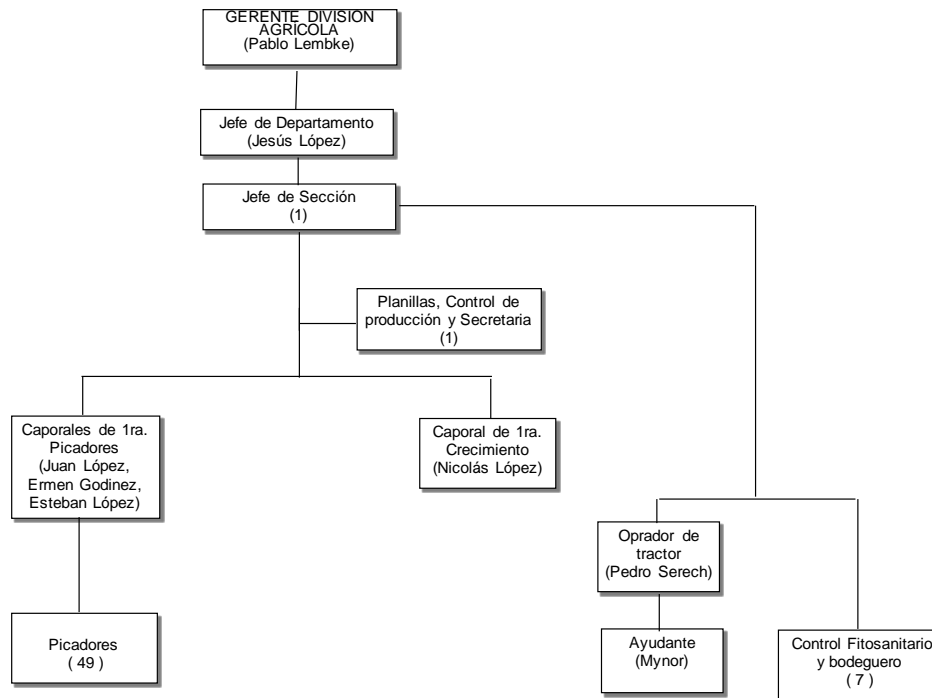 GERENTE DIVISION
AGRÍCOLA
(Pablo Lembke)
Jefe de Departamento
(Jesús López)
Jefe de Sección
(1)
Planillas, Control de
producción y Secretaria
(1)
Caporales de 1ra.
Picadores
(Juan López,
Ermen Godinez,
Esteban López)
Caporal de 1ra.
Crecimiento
(Nicolás López)
Oprador de
tractor
(Pedro Serech)
Picadores
( 49 )
Ayudante
(Mynor)
Control Fitosanitario
y bodeguero
( 7 )